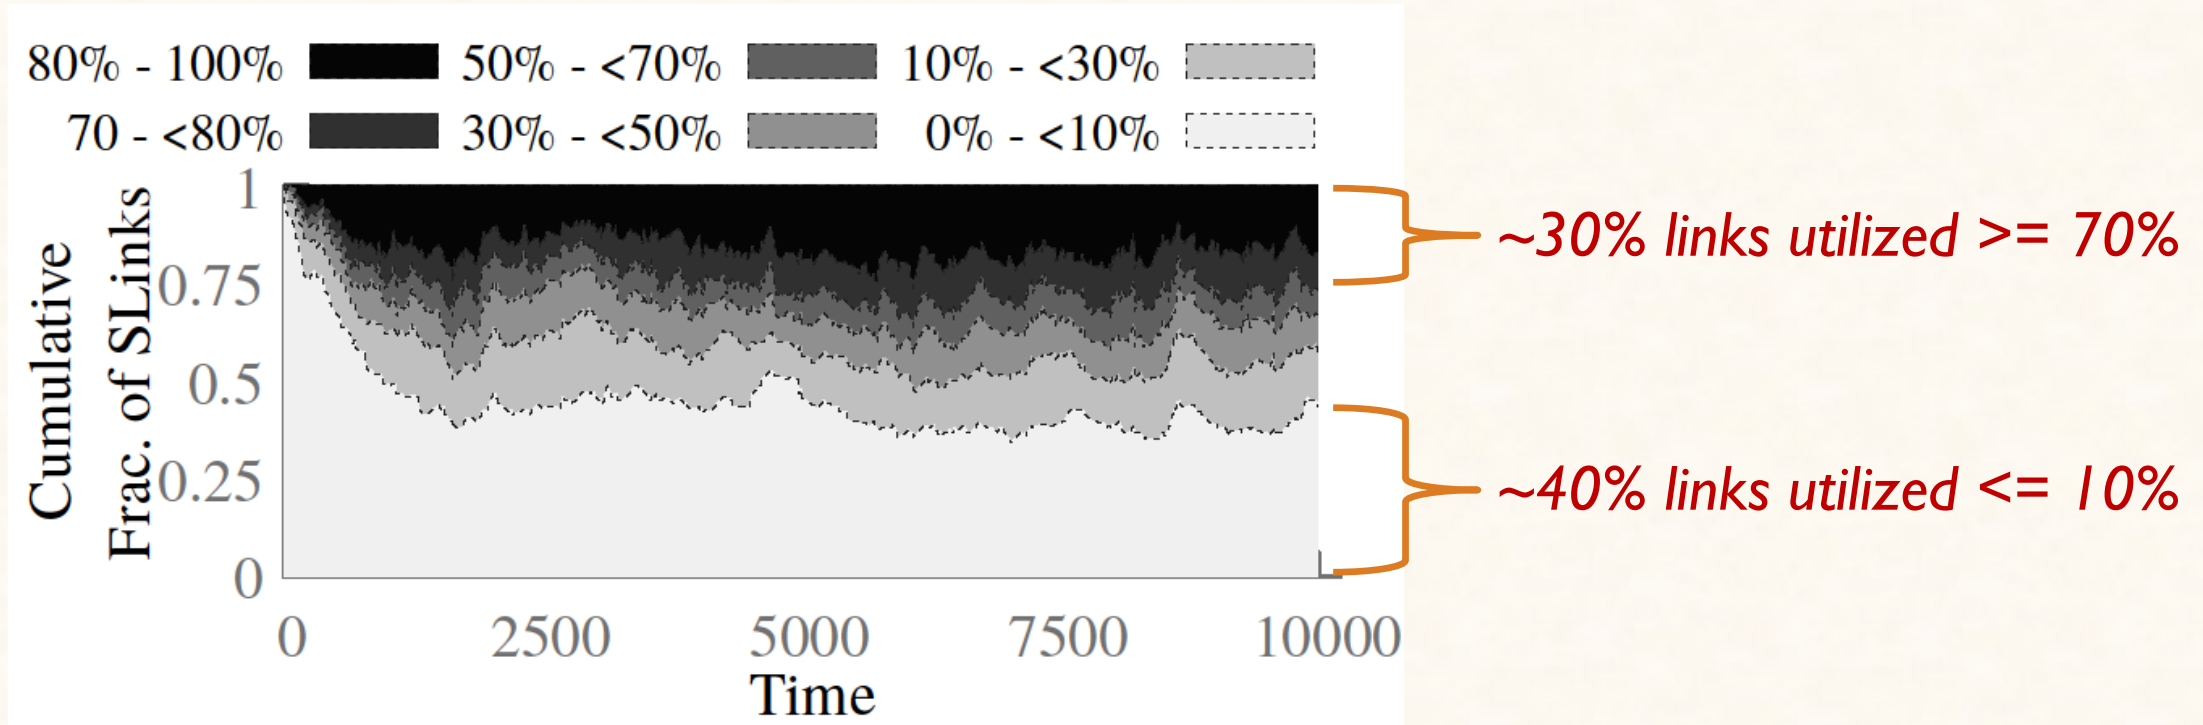 80% - 100% 50% - <70% 10% - <30%
70 - <80% 30% - <50% 0% - <10%
Cumulative
Frac. of SLinks
1
0.75
0.5
0.25
0
0 2500 5000 7500 10000
Time
~30% links utilized >= 70%
~40% links utilized <= 10%